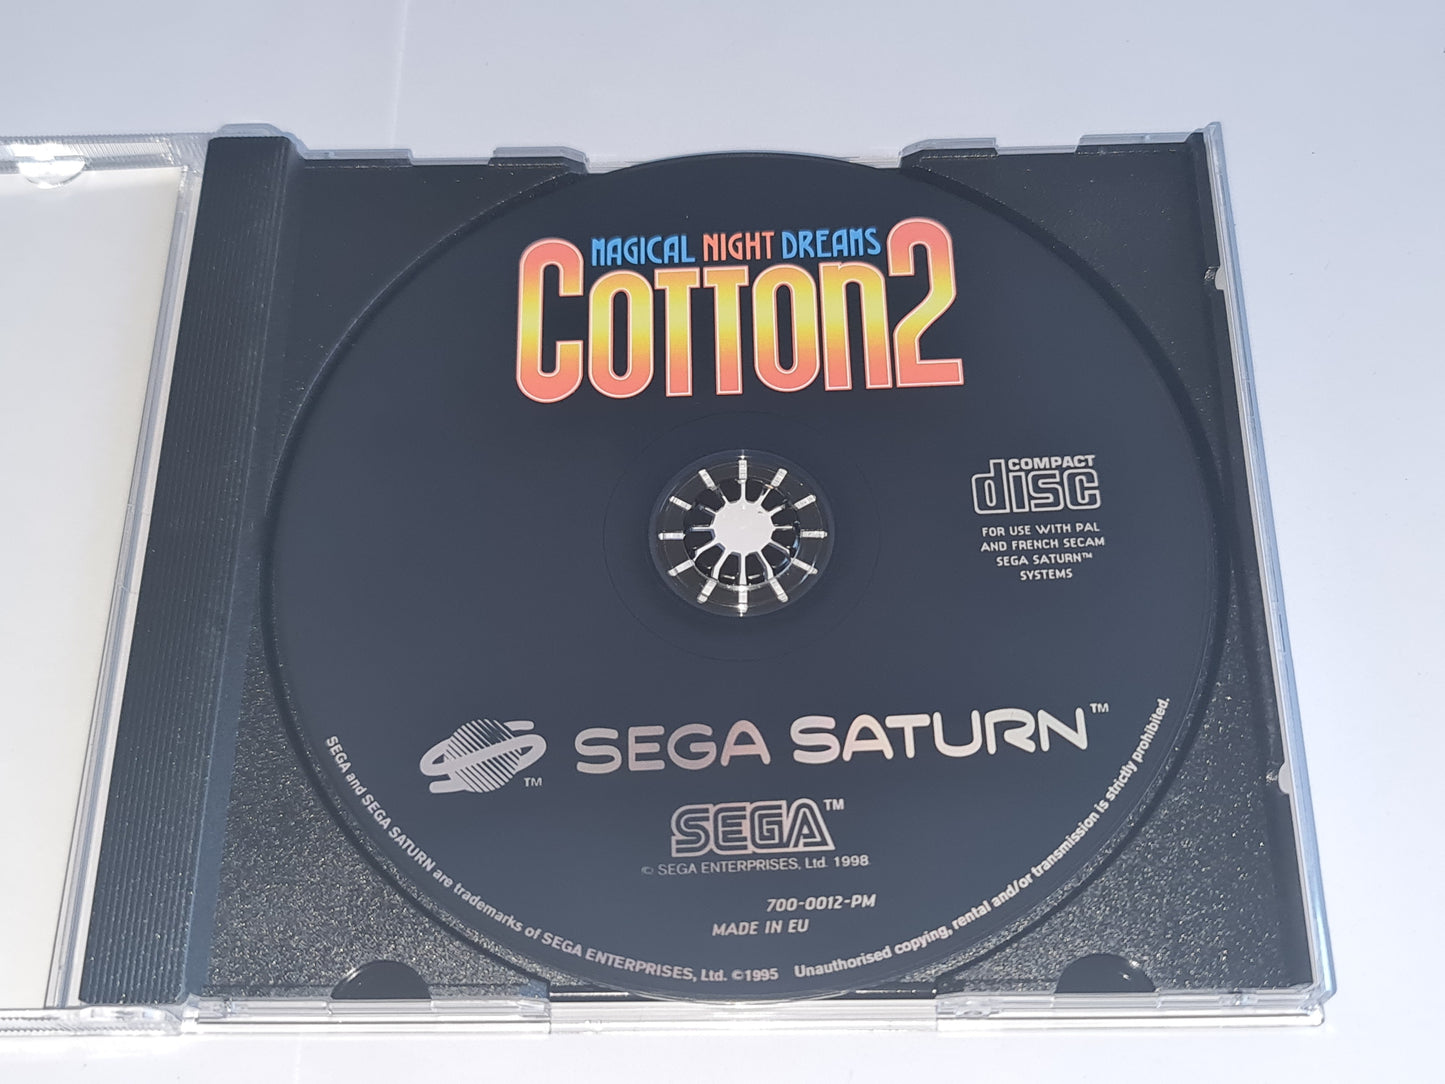 MAGICAL NIGHT DREAMS
COTTON2
COMPACT
disc
FOR USE WITH PAL
AND FRENCH SECAM
SEGA SATURN™
SYSTEMS
SEGA SATURN™
TM
SEGA™
© SEGA ENTERPRISES, Ltd. 1998
700-0012-PM
MADE IN EU
SEGA and SEGA SATURN are trademarks of SEGA ENTERPRISES, Ltd. ©1995 Unauthorised copying, rental and/or transmission is strictly prohibited.